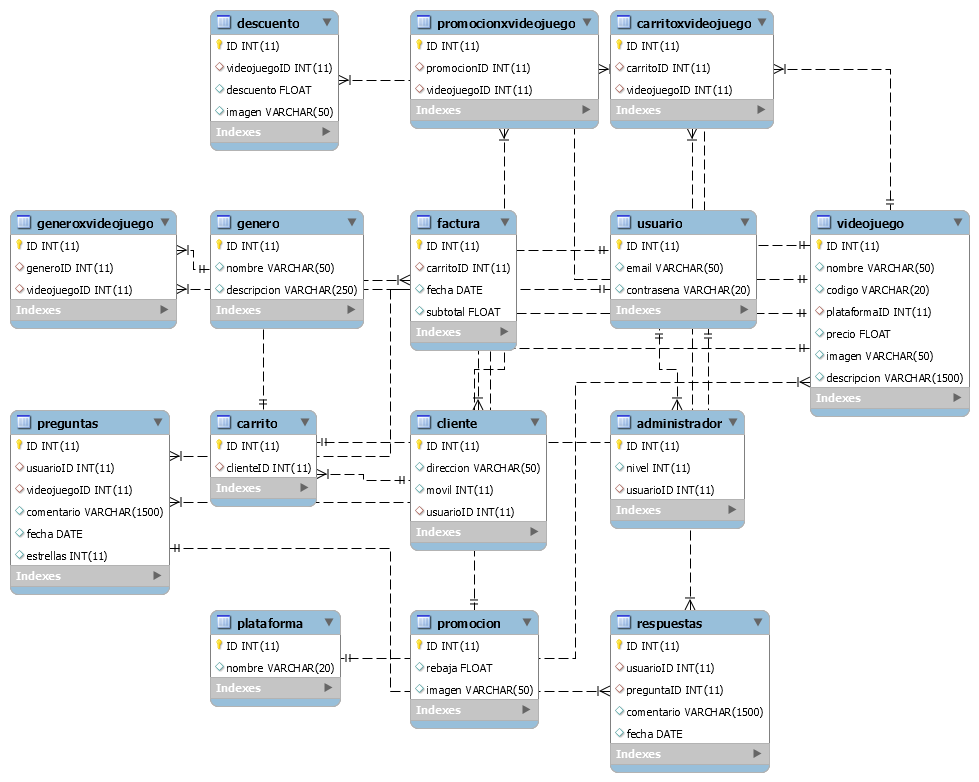 descuento
ID INT(11)
videojuegoID INT(11)
descuento FLOAT
imagen VARCHAR(50)
Indexes
promocionxvideojuego
ID INT(11)
promocionID INT(11)
videojuegoID INT(11)
Indexes
carritoxvideojuego
ID INT(11)
carritoID INT(11)
videojuegoID INT(11)
Indexes
generoxvideojuego
ID INT(11)
generoID INT(11)
videojuegoID INT(11)
Indexes
genero
ID INT(11)
nombre VARCHAR(50)
descripcion VARCHAR(250)
Indexes
factura
ID INT(11)
carritoID INT(11)
fecha DATE
subtotal FLOAT
Indexes
usuario
ID INT(11)
email VARCHAR(50)
contrasena VARCHAR(20)
Indexes
videojuego
ID INT(11)
nombre VARCHAR(50)
codigo VARCHAR(20)
plataformaID INT(11)
precio FLOAT
imagen VARCHAR(50)
descripcion VARCHAR(1500)
Indexes
preguntas
ID INT(11)
usuarioID INT(11)
videojuegoID INT(11)
comentario VARCHAR(1500)
fecha DATE
estrellas INT(11)
Indexes
carrito
ID INT(11)
clienteID INT(11)
Indexes
cliente
ID INT(11)
direccion VARCHAR(50)
movil INT(11)
usuarioID INT(11)
Indexes
administrador
ID INT(11)
nivel INT(11)
usuarioID INT(11)
Indexes
plataforma
ID INT(11)
nombre VARCHAR(20)
Indexes
promocion
ID INT(11)
rebaja FLOAT
imagen VARCHAR(50)
Indexes
respuestas
ID INT(11)
usuarioID INT(11)
preguntaID INT(11)
comentario VARCHAR(1500)
fecha DATE
Indexes